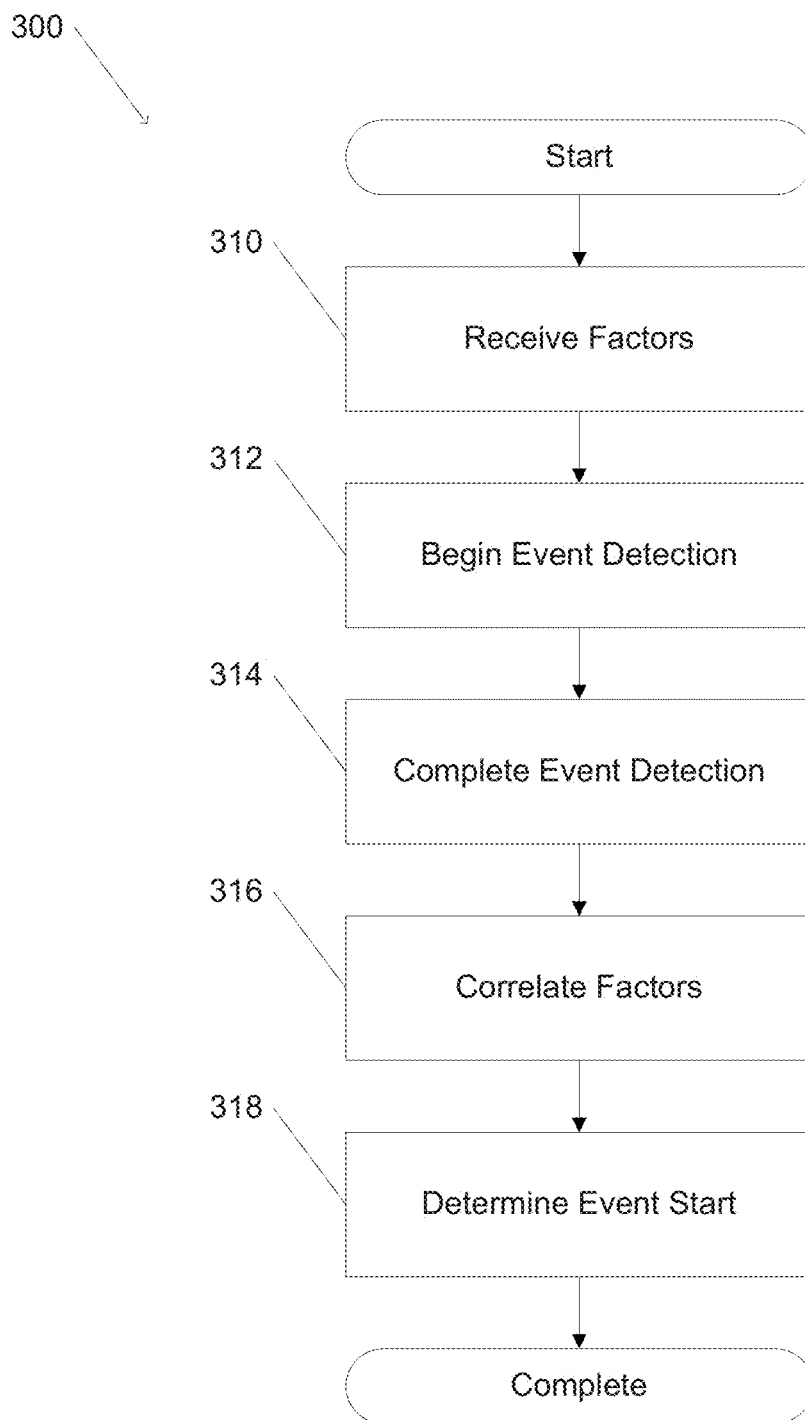 300
Start
310
Receive Factors
312
Begin Event Detection
314
Complete Event Detection
316
Correlate Factors
318
Determine Event Start
Complete